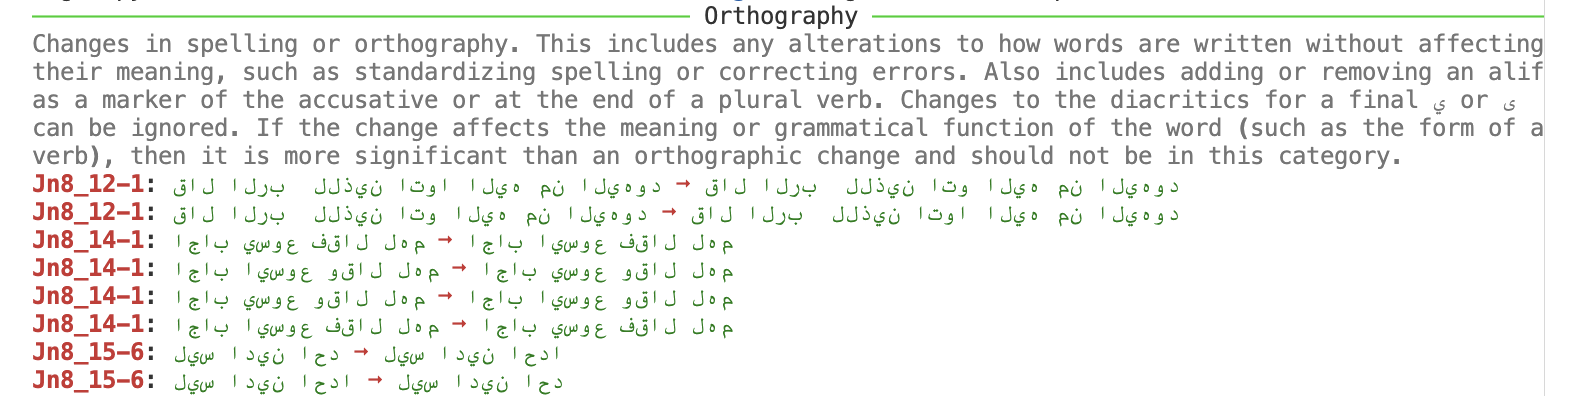 Orthography
Changes in spelling or orthography. This includes any alterations to how words are written without affecting
their meaning, such as standardizing spelling or correcting errors. Also includes adding or removing an alif
as a marker of the accusative or at the end of a plural verb. Changes to the diacritics for a final ي or ى
can be ignored. If the change affects the meaning or grammatical function of the word (such as the form of a
verb), then it is more significant than an orthographic change and should not be in this category.
Jn8_12-1: قال الرب للذين اتوا اليه من اليهود → قال الرب للذين اتو اليه من اليهود
Jn8_12-1: قال الرب للذين اتو اليه من اليهود → قال الرب للذين اتوا اليه من اليهود
Jn8_14-1: اجاب يسوع فقال لهم → اجاب ايسوع فقال لهم
Jn8_14-1: اجاب ايسوع وقال لهم → اجاب يسوع وقال لهم
Jn8_14-1: اجاب يسوع وقال لهم → اجاب ايسوع وقال لهم
Jn8_14-1: اجاب ايسوع فقال لهم → اجاب يسوع فقال لهم
Jn8_15-6: ليس ادين احد → ليس ادين احدا
Jn8_15-6: ليس ادين احدا → ليس ادين احد